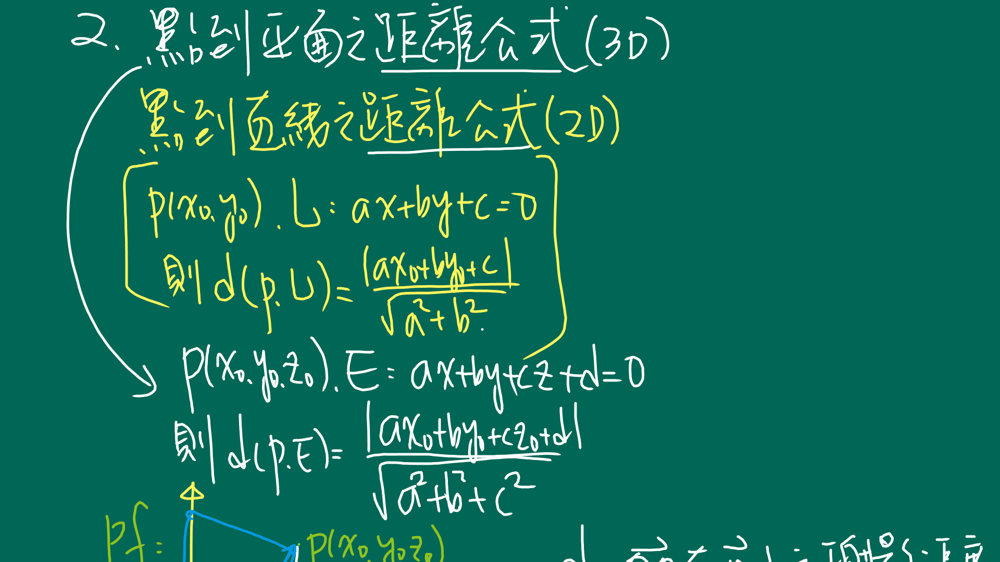 2. 點到平面之距離公式(3D)
點到直線之距離公式(2D)
P(x₀,y₀), L: ax+by+c=0
則 d(p,L)= |ax₀+by₀+c| / √a²+b²
P(x₀,y₀,z₀), E: ax+by+cz+d=0
則 d(p,E)= |ax₀+by₀+cz₀+d| / √a²+b²+c²
pf:
P(x₀,y₀,z₀)